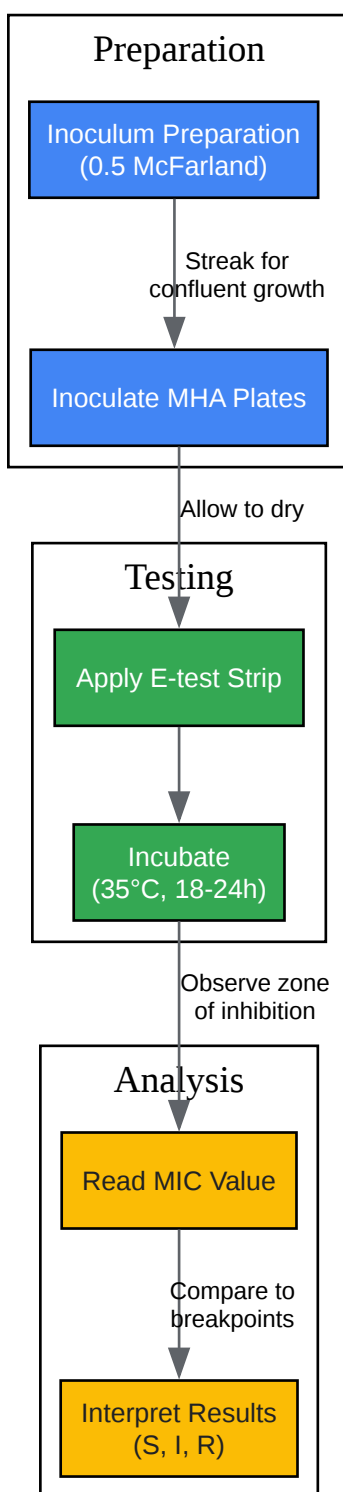 Preparation
Inoculum Preparation
(0.5 McFarland)
Streak for
confluent growth
Inoculate MHA Plates
Allow to dry
Testing
Apply E-test Strip
Incubate
(35°C, 18-24h)
Observe zone
of inhibition
Analysis
Read MIC Value
Compare to
breakpoints
Interpret Results
(S, I, R)